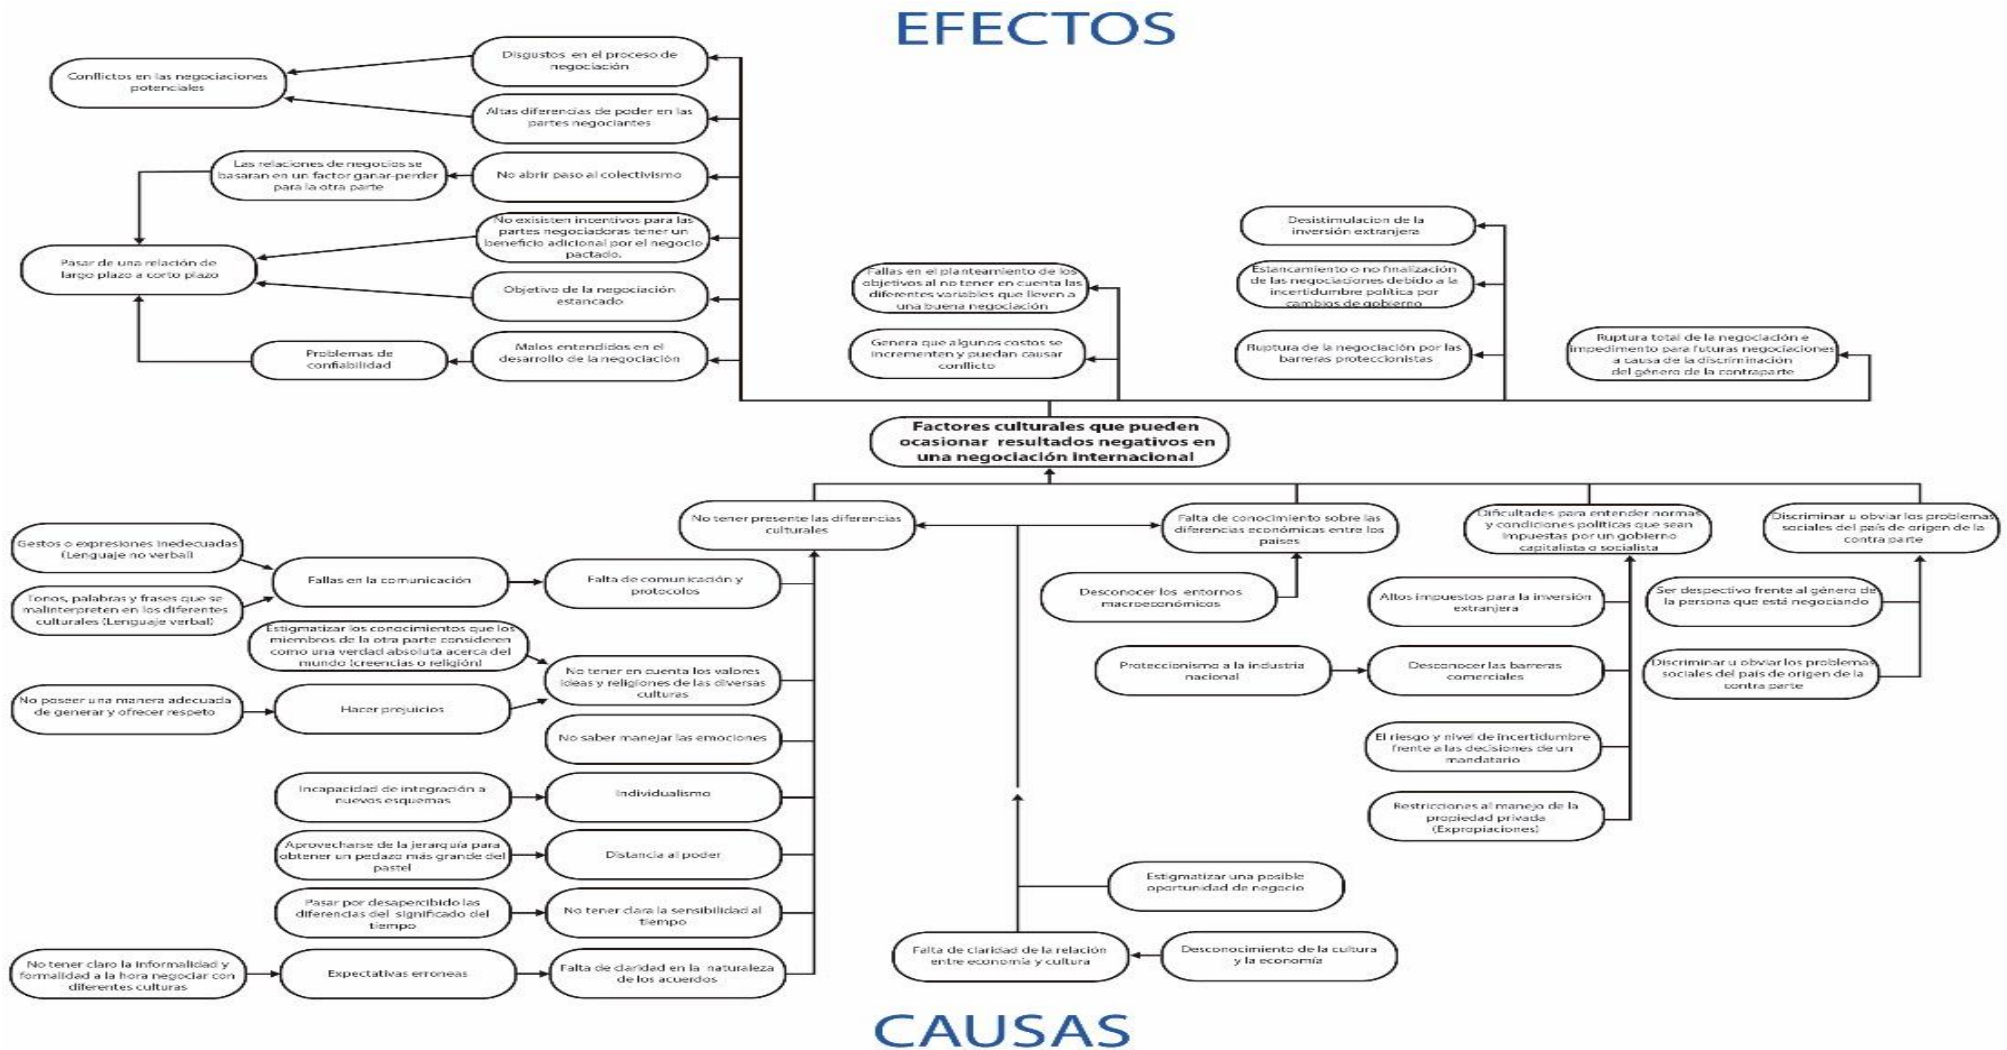 EFECTOS
Disgustos en el proceso de
negociación
Conflictos en las negociaciones
potenciales
Altas diferencias de poder en las
partes negociantes
Las relaciones de negocios se
basaran en un factor ganar-perder
para la otra parte
No abrir paso al colectivismo
No exisisten incentivos para las
partes negociadoras tener un
beneficio adicional por el negocio
pactado.
Pasar de una relación de
largo plazo a corto plazo
Objetivo de la negociación
estancado
Problemas de
confiabilidad
Malos entendidos en el
desarrollo de la negociación
Fallas en el planteamiento de los
objetivos al no tener en cuenta las
diferentes variables que lleven a
una buena negociación
Genera que algunos costos se
incrementen y puedan causar
conflicto
Desistimulacion de la
inversión extranjera
Estancamiento o no finalización
de las negociaciones debido a la
incertidumbre política por
cambios de gobierno
Ruptura de la negociación por las
barreras proteccionistas
Ruptura total de la negociación e
impedimento para futuras negociaciones
a causa de la discriminación
del género de la contraparte
Factores culturales que pueden
ocasionar resultados negativos en
una negociación internacional
No tener presente las diferencias
culturales
Falta de conocimiento sobre las
diferencias económicas entre los
países
Dificultades para entender normas
y condiciones políticas que sean
impuestas por un gobierno
capitalista o socialista
Discriminar u obviar los problemas
sociales del país de origen de la
contra parte
Gestos o expresiones inedecuadas
(Lenguaje no verbal)
Tonos, palabras y frases que se
malinterpreten en los diferentes
culturales (Lenguaje verbal)
Fallas en la comunicación
Falta de comunicación y
protocolos
Estigmatizar los conocimientos que los
miembros de la otra parte consideren
como una verdad absoluta acerca del
mundo (creencias o religión)
No tener en cuenta los valores
ideas y religiones de las diversas
culturas
No poseer una manera adecuada
de generar y ofrecer respeto
Hacer prejuicios
No saber manejar las emociones
Incapacidad de integración a
nuevos esquemas
Individualismo
Aprovecharse de la jerarquía para
obtener un pedazo más grande del
pastel
Distancia al poder
Pasar por desapercibido las
diferencias del significado del
tiempo
No tener clara la sensibilidad al
tiempo
No tener claro la informalidad y
formalidad a la hora negociar con
diferentes culturas
Expectativas erroneas
Falta de claridad en la naturaleza
de los acuerdos
Desconocer los entornos
macroeconómicos
Altos impuestos para la inversión
extranjera
Ser despectivo frente al género de
la persona que está negociando
Proteccionismo a la industria
nacional
Desconocer las barreras
comerciales
Discriminar u obviar los problemas
sociales del país de origen de la
contra parte
El riesgo y nivel de incertidumbre
frente a las decisiones de un
mandatario
Restricciones al manejo de la
propiedad privada
(Expropiaciones)
Estigmatizar una posible
oportunidad de negocio
Falta de claridad de la relación
entre economía y cultura
Desconocimiento de la cultura
y la economía
CAUSAS